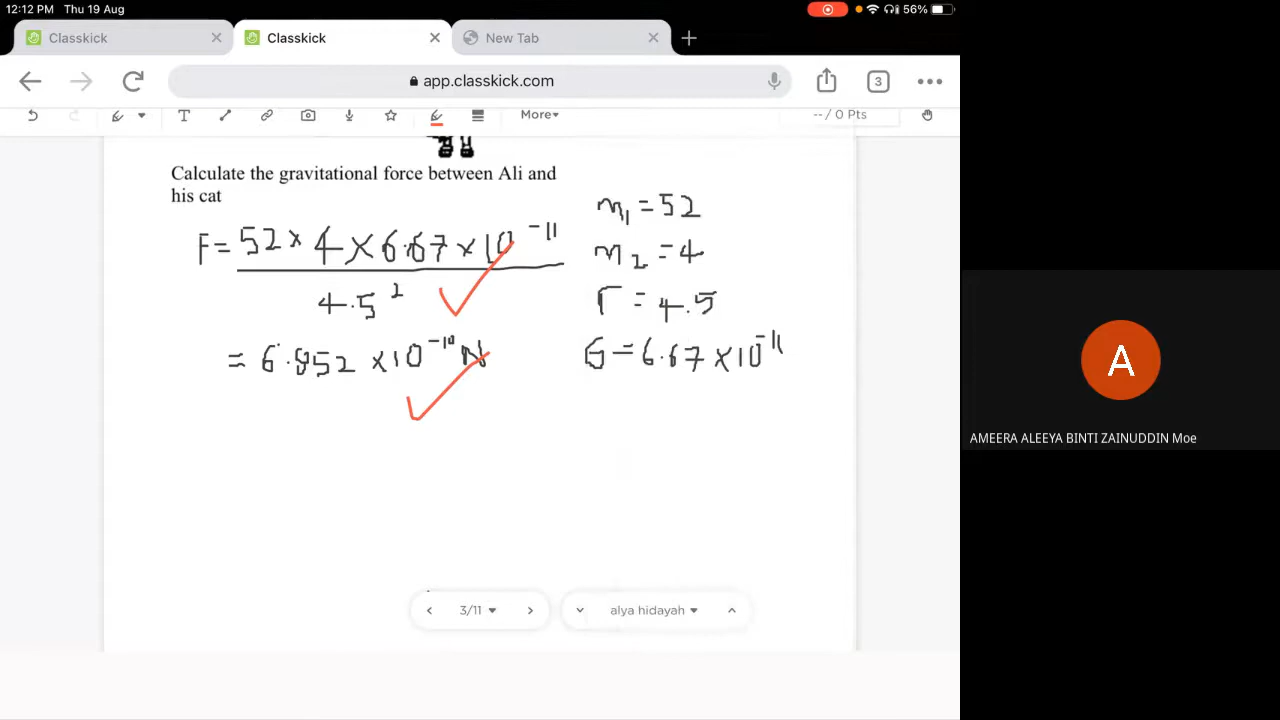 12:12 PM Thu 19 Aug
56%
Classkick
Classkick
New Tab
app.classkick.com
3
T
More
-- / 0 Pts
Calculate the gravitational force between Ali and
his cat
F = 52 × 4 × 6.67 × 10⁻¹¹
4.5²
= 6.852 × 10⁻¹⁰ N
m₁ = 52
m₂ = 4
r = 4.5
G = 6.67 × 10⁻¹¹
3/11
alya hidayah
A
AMEERA ALEEYA BINTI ZAINUDDIN Moe